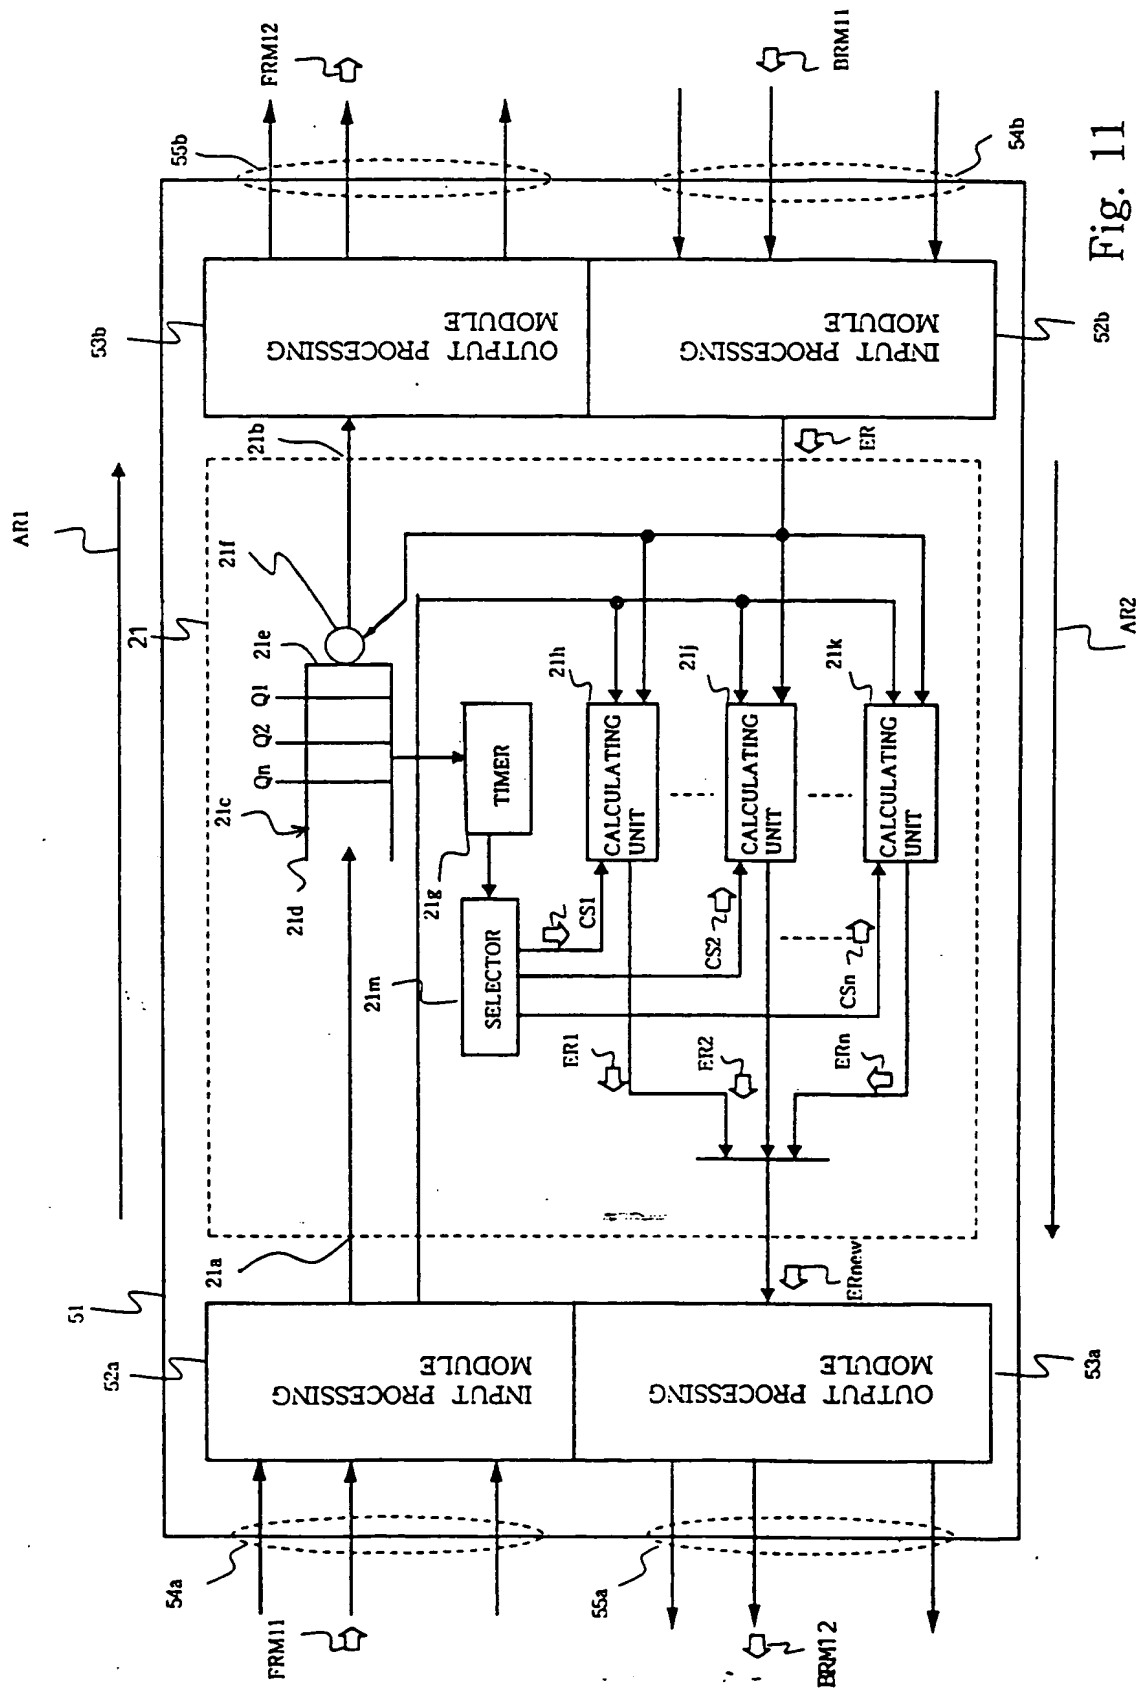 AR1
51
21
54a
FRM11
52a
INPUT PROCESSING
MODULE
21a
21d
21c
Qn
Q2
Q1
21e
21f
21b
53b
OUTPUT PROCESSING
MODULE
55b
FRM12
21m
SELECTOR
21g
TIMER
CS1
21h
CALCULATING
UNIT
ER1
CS2
21j
CALCULATING
UNIT
ER2
CSn
21k
CALCULATING
UNIT
ERn
ER
ERnew
55a
BRM12
OUTPUT PROCESSING
MODULE
53a
INPUT PROCESSING
MODULE
52b
54b
BRM11
AR2
Fig. 11